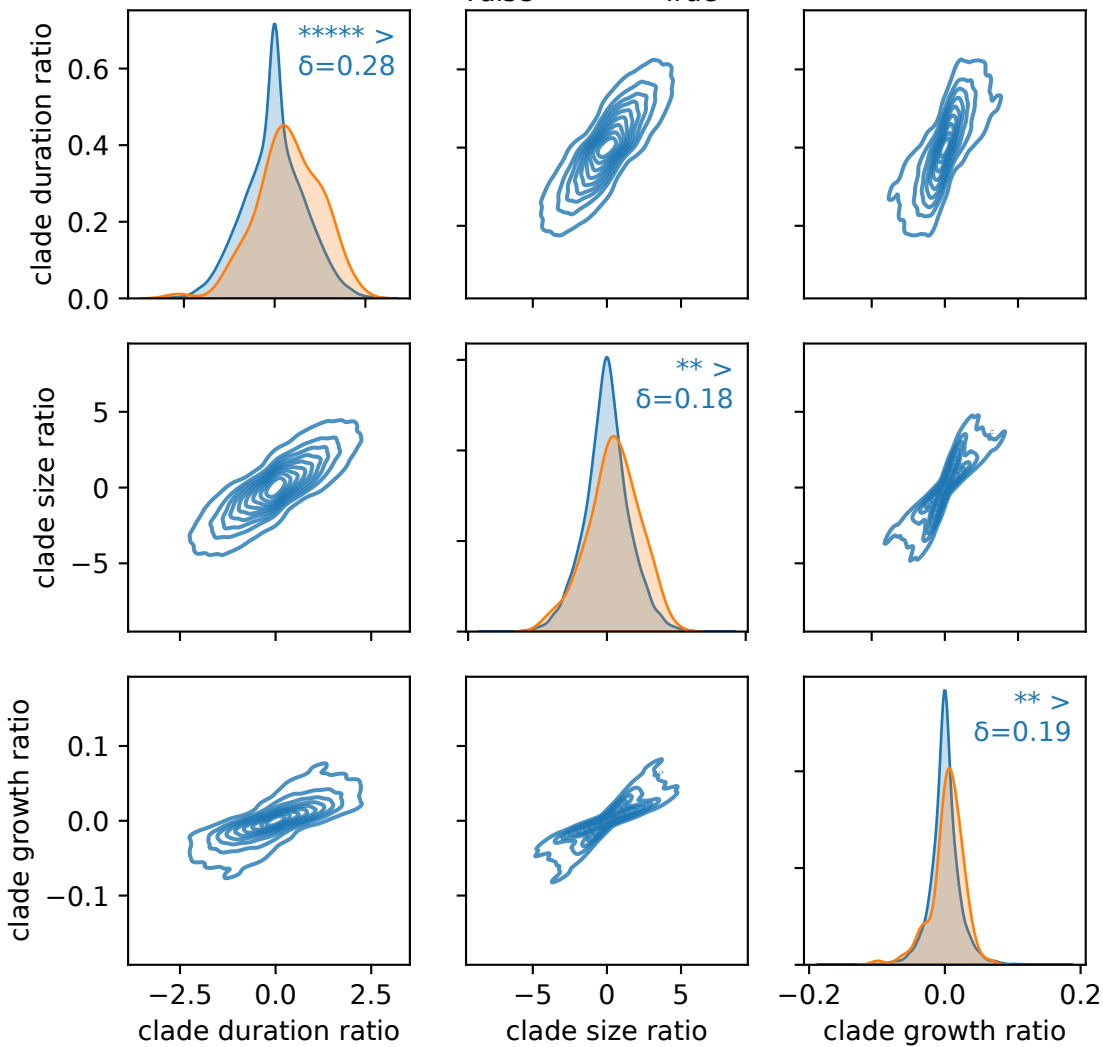 clade duration ratio
0.6
0.4
0.2
0.0
***** >
δ=0.28
clade size ratio
5
0
−5
** >
δ=0.18
clade growth ratio
0.1
0.0
−0.1
** >
δ=0.19
−2.5 0.0 2.5
−5 0 5
−0.2 0.0 0.2
clade duration ratio
clade size ratio
clade growth ratio